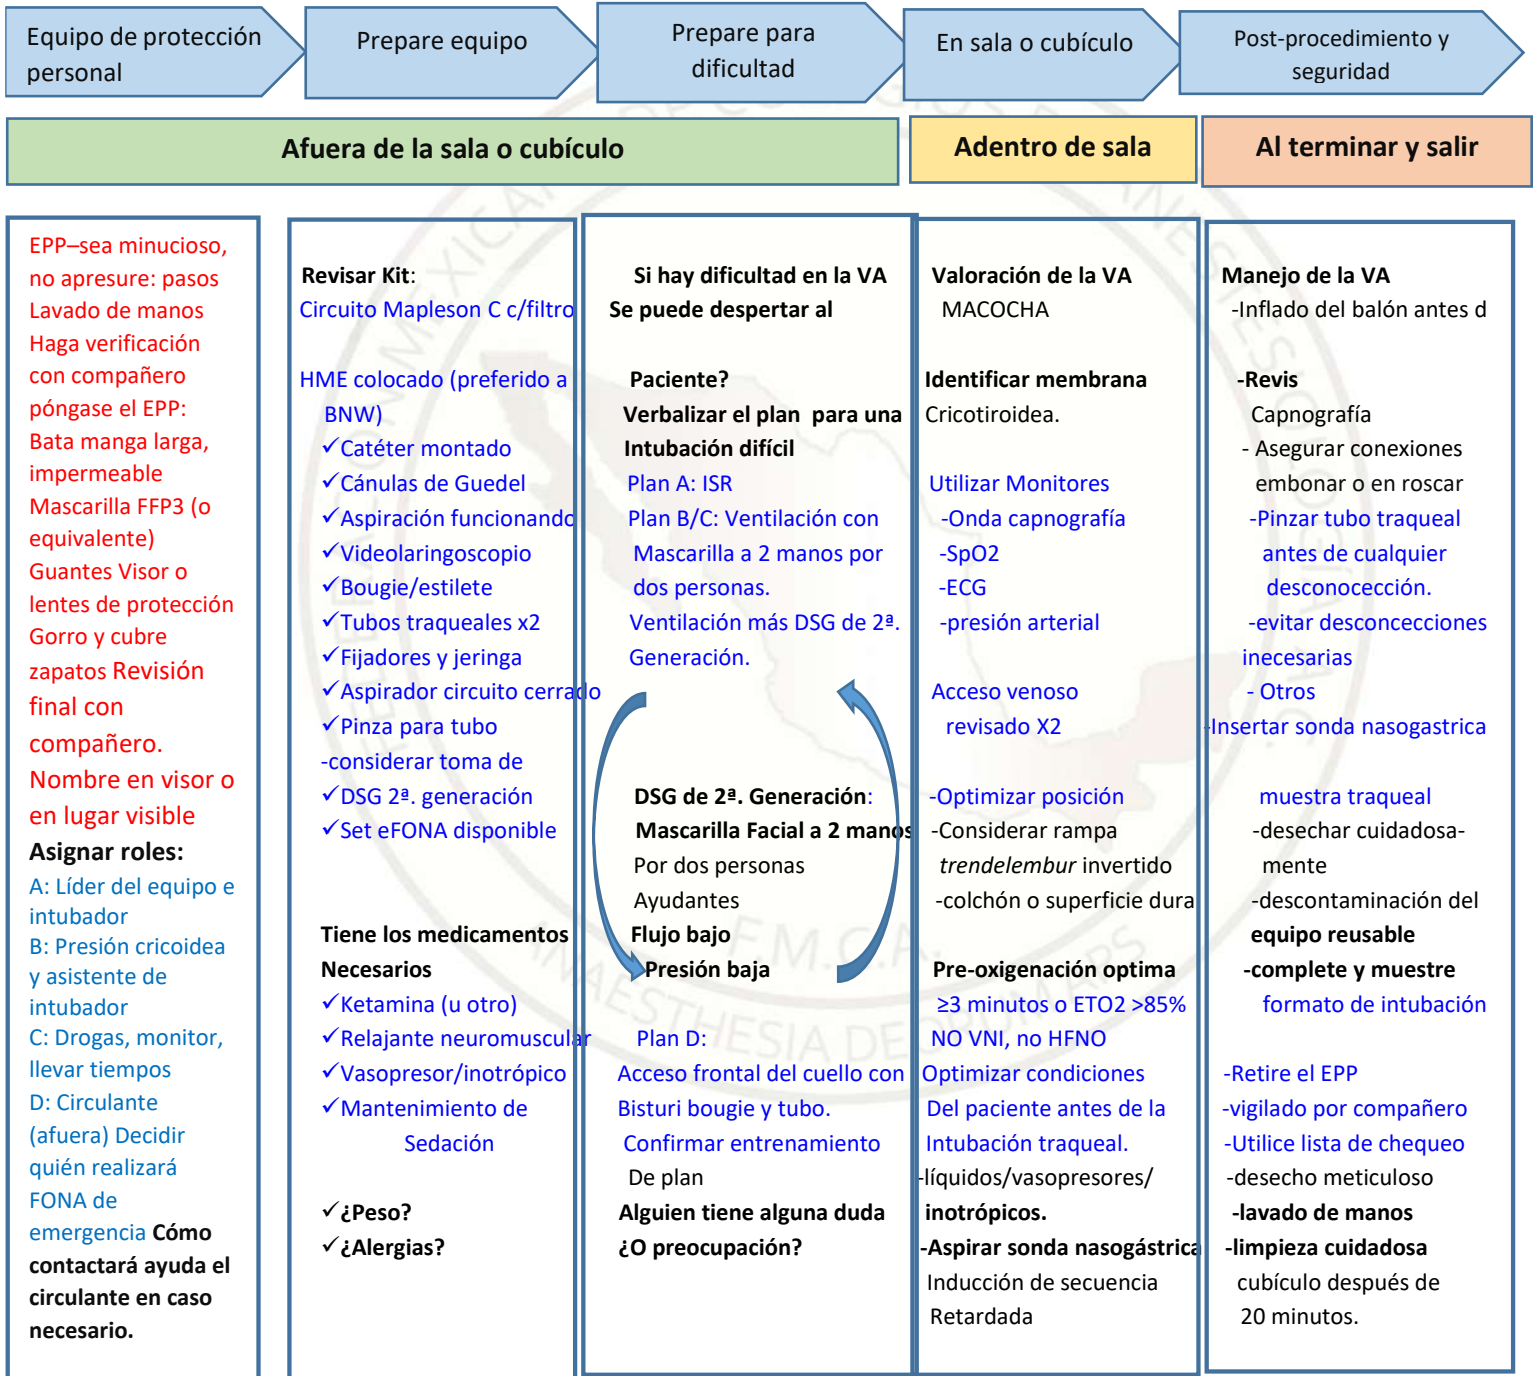 Equipo de protección
personal
Prepare equipo
Prepare para
dificultad
En sala o cubículo
Post-procedimiento y
seguridad
Afuera de la sala o cubículo
Adentro de sala
Al terminar y salir
EPP–sea minucioso,
no apresure: pasos
Lavado de manos
Haga verificación
con compañero
póngase el EPP:
Bata manga larga,
impermeable
Mascarilla FFP3 (o
equivalente)
Guantes Visor o
lentes de protección
Gorro y cubre
zapatos Revisión
final con
compañero.
Nombre en visor o
en lugar visible
Asignar roles:
A: Líder del equipo e
intubador
B: Presión cricoidea
y asistente de
intubador
C: Drogas, monitor,
llevar tiempos
D: Circulante
(afuera) Decidir
quién realizará
FONA de
emergencia Cómo
contactará ayuda el
circulante en caso
necesario.
Revisar Kit:
Circuito Mapleson C c/filtro
HME colocado (preferido a
BNW)
✓Catéter montado
✓Cánulas de Guedel
✓Aspiración funcionando
✓Videolaringoscopio
✓Bougie/estilete
✓Tubos traqueales x2
✓Fijadores y jeringa
✓Aspirador circuito cerrado
✓Pinza para tubo
-considerar toma de
✓DSG 2ª. generación
✓Set eFONA disponible
Tiene los medicamentos
Necesarios
✓Ketamina (u otro)
✓Relajante neuromuscular
✓Vasopresor/inotrópico
✓Mantenimiento de
Sedación
✓¿Peso?
✓¿Alergias?
Si hay dificultad en la VA
Se puede despertar al
Paciente?
Verbalizar el plan para una
Intubación difícil
Plan A: ISR
Plan B/C: Ventilación con
Mascarilla a 2 manos por
dos personas.
Ventilación más DSG de 2ª.
Generación.
DSG de 2ª. Generación:
Mascarilla Facial a 2 manos
Por dos personas
Ayudantes
Flujo bajo
Presión baja
Plan D:
Acceso frontal del cuello con
Bisturi bougie y tubo.
Confirmar entrenamiento
De plan
Alguien tiene alguna duda
¿O preocupación?
Valoración de la VA
MACOCHA
Identificar membrana
Cricotiroidea.
Utilizar Monitores
-Onda capnografía
-SpO2
-ECG
-presión arterial
Acceso venoso
revisado X2
-Optimizar posición
-Considerar rampa
trendelembur invertido
-colchón o superficie dura
Pre-oxigenación optima
≥3 minutos o ETO2 >85%
NO VNI, no HFNO
Optimizar condiciones
Del paciente antes de la
Intubación traqueal.
-líquidos/vasopresores/
inotrópicos.
-Aspirar sonda nasogástrica
Inducción de secuencia
Retardada
Manejo de la VA
-Inflado del balón antes d
-Revis
Capnografía
- Asegurar conexiones
embonar o en roscar
-Pinzar tubo traqueal
antes de cualquier
desconocección.
-evitar desconcecciones
inecesarias
- Otros
-Insertar sonda nasogastrica
muestra traqueal
-desechar cuidadosa-
mente
-descontaminación del
equipo reusable
-complete y muestre
formato de intubación
-Retire el EPP
-vigilado por compañero
-Utilice lista de chequeo
-desecho meticuloso
-lavado de manos
-limpieza cuidadosa
cubículo después de
20 minutos.
F.M.C.A.